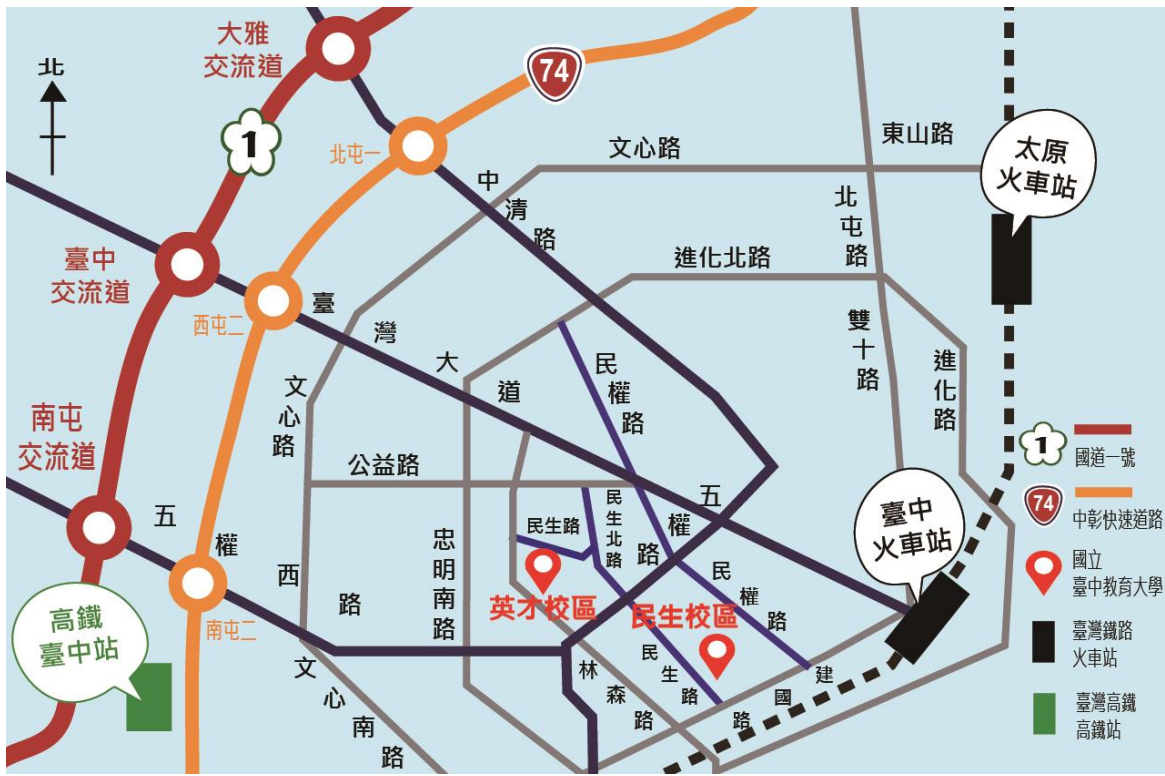 大雅
交流道
北
74
1
北屯一
文心路
東山路
太原
火車站
中清路
北屯路
臺中
交流道
西屯二
臺灣大道
進化北路
雙十路
進化路
文心路
民權路
南屯
交流道
公益路
五權西路
五權路
忠明南路
民生路
民生北路
英才校區
民生校區
民權路
臺中
火車站
高鐵
臺中站
南屯二
文心南路
林森路
民生路
建國路
1
國道一號
74
中彰快速道路
國立
臺中教育大學
臺灣鐵路
火車站
臺灣高鐵
高鐵站